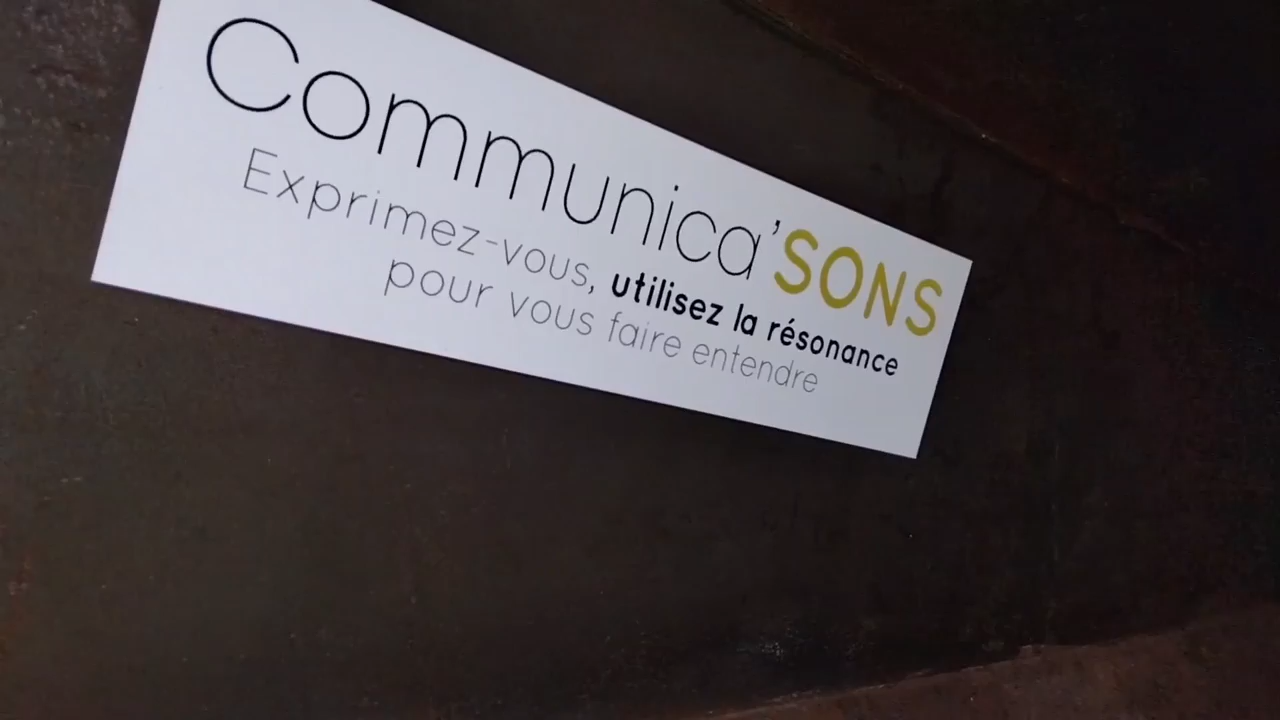 Communica'SONS
Exprimez-vous, utilisez la résonance
pour vous faire entendre